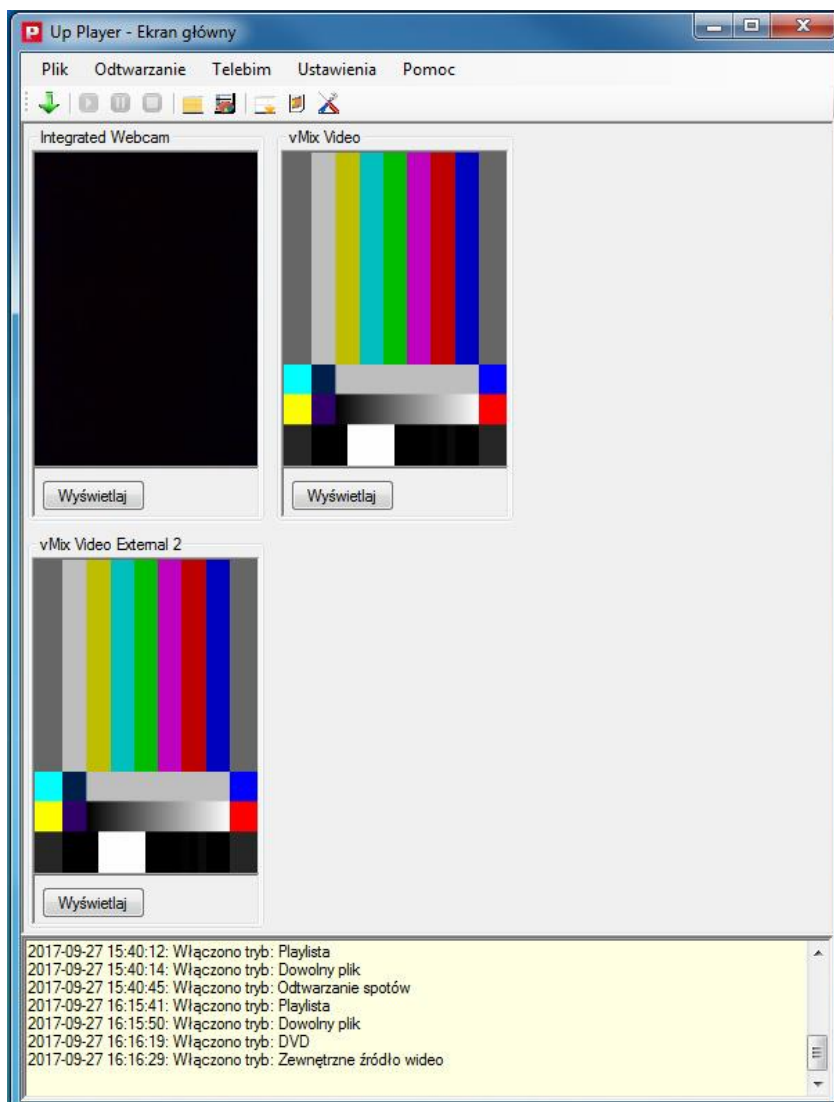 Up Player - Ekran główny
Plik Odtwarzanie Telebim Ustawienia Pomoc
Integrated Webcam
vMix Video
Wyświetlaj
Wyświetlaj
vMix Video External 2
Wyświetlaj
2017-09-27 15:40:12: Włączono tryb: Playlista
2017-09-27 15:40:14: Włączono tryb: Dowolny plik
2017-09-27 15:40:45: Włączono tryb: Odtwarzanie spotów
2017-09-27 16:15:41: Włączono tryb: Playlista
2017-09-27 16:15:50: Włączono tryb: Dowolny plik
2017-09-27 16:16:19: Włączono tryb: DVD
2017-09-27 16:16:29: Włączono tryb: Zewnętrzne źródło wideo